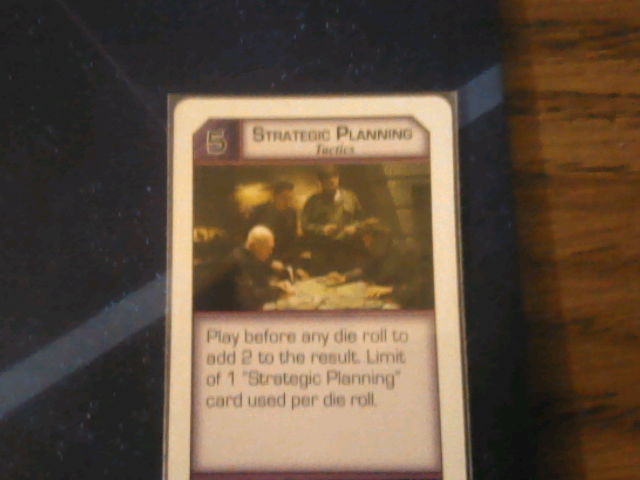 5
STRATEGIC PLANNING
Tactics
Play before any die roll to
add 2 to the result. Limit
of 1 "Strategic Planning"
card used per die roll.